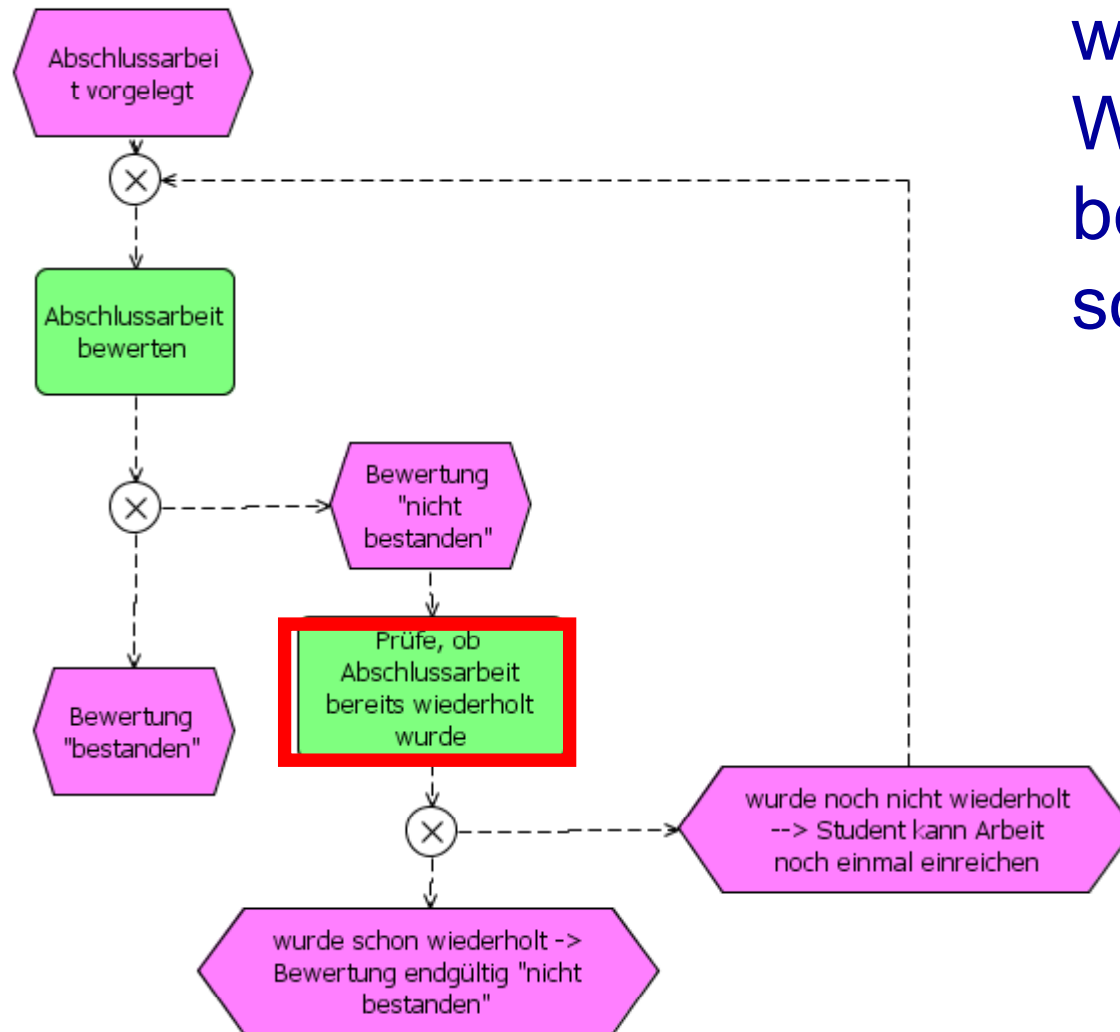 Abschlussarbei
t vorgelegt
Abschlussarbeit
bewerten
Bewertung
"nicht
bestanden"
Prüfe, ob
Abschlussarbeit
bereits wiederholt
wurde
Bewertung
"bestanden"
wurde noch nicht wiederholt
--> Student kann Arbeit
noch einmal einreichen
wurde schon wiederholt ->
Bewertung endgültig "nicht
bestanden"